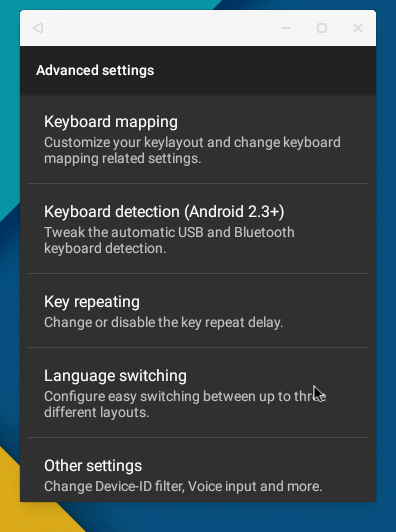 Advanced settings
Keyboard mapping
Customize your keylayout and change keyboard
mapping related settings.
Keyboard detection (Android 2.3+)
Tweak the automatic USB and Bluetooth
keyboard detection.
Key repeating
Change or disable the key repeat delay.
Language switching
Configure easy switching between up to three
different layouts.
Other settings
Change Device-ID filter, Voice input and more.